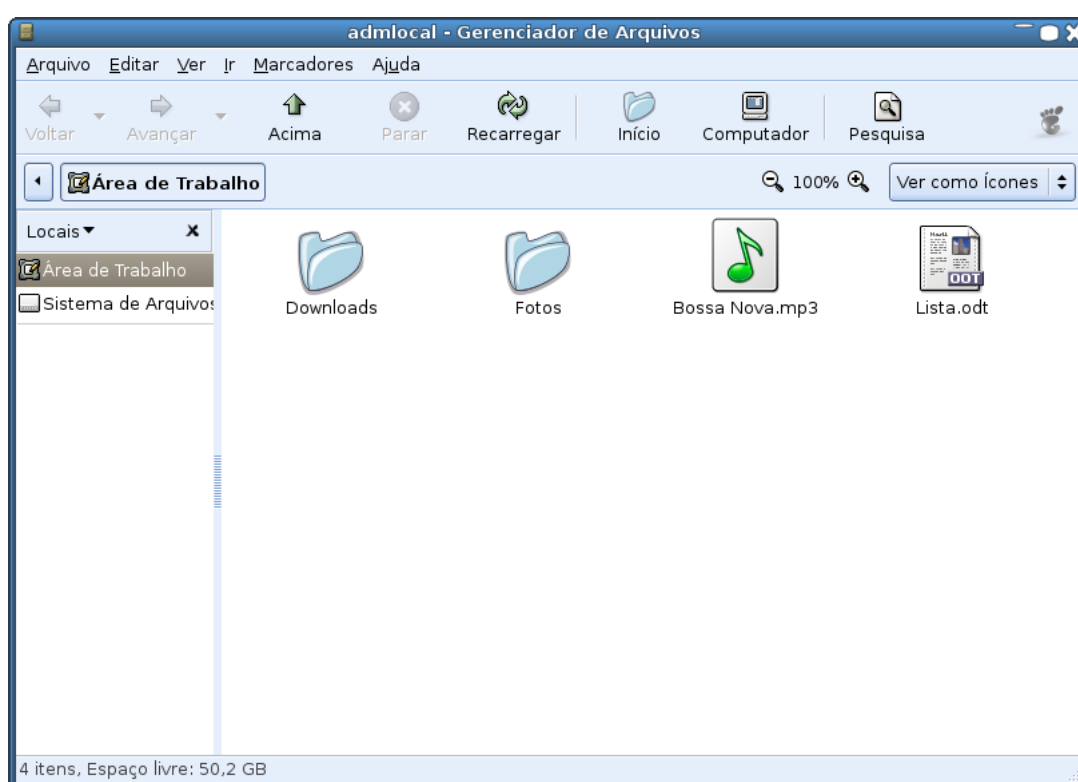 admlocal - Gerenciador de Arquivos
Arquivo Editar Ver Ir Marcadores Ajuda
Voltar Avançar Acima Parar Recarregar Início Computador Pesquisa
Área de Trabalho 100% Ver como Ícones
Locais
Área de Trabalho
Sistema de Arquivos
Downloads Fotos Bossa Nova.mp3 Lista.odt
ODT
4 itens, Espaço livre: 50,2 GB